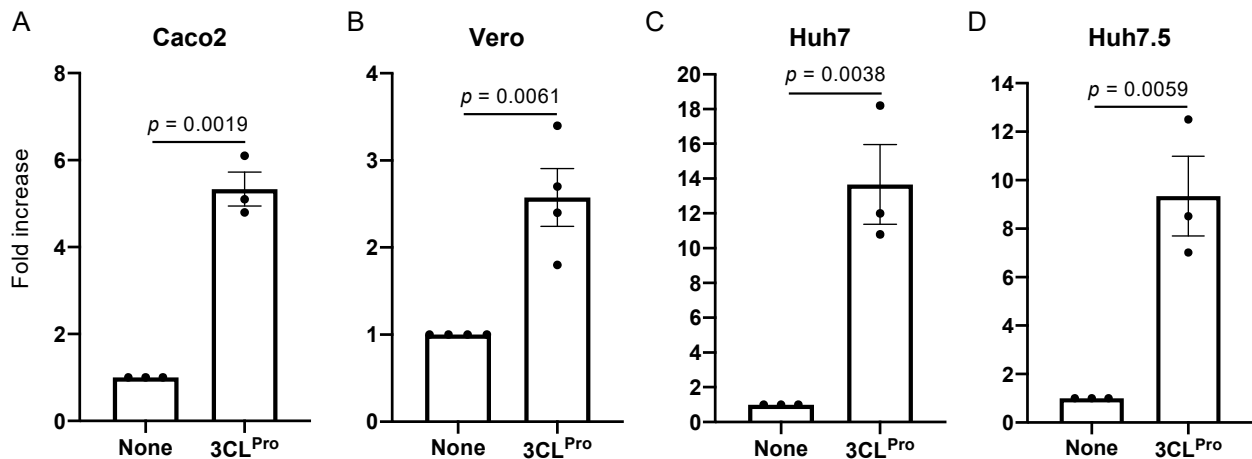 A
Caco2
Fold increase
8
6
4
2
0
p = 0.0019
None
3CLPro
B
Vero
4
3
2
1
0
p = 0.0061
None
3CLPro
C
Huh7
20
18
16
14
12
10
8
6
4
2
0
p = 0.0038
None
3CLPro
D
Huh7.5
14
12
10
8
6
4
2
0
p = 0.0059
None
3CLPro